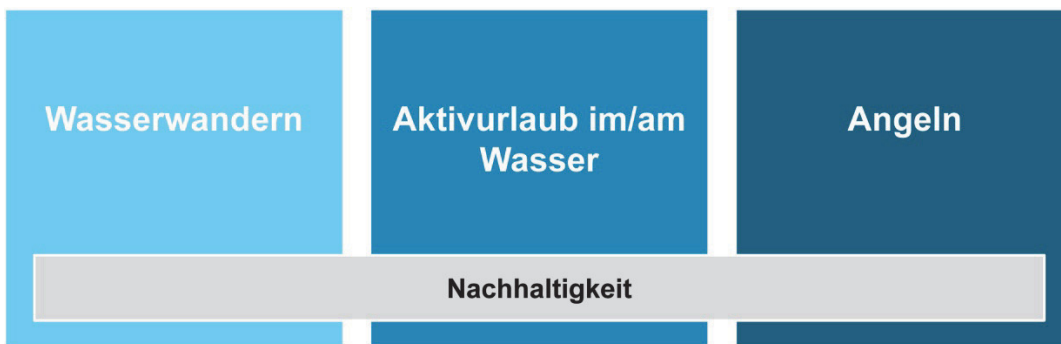 Wasserwandern
Aktivurlaub im/am
Wasser
Angeln
Nachhaltigkeit